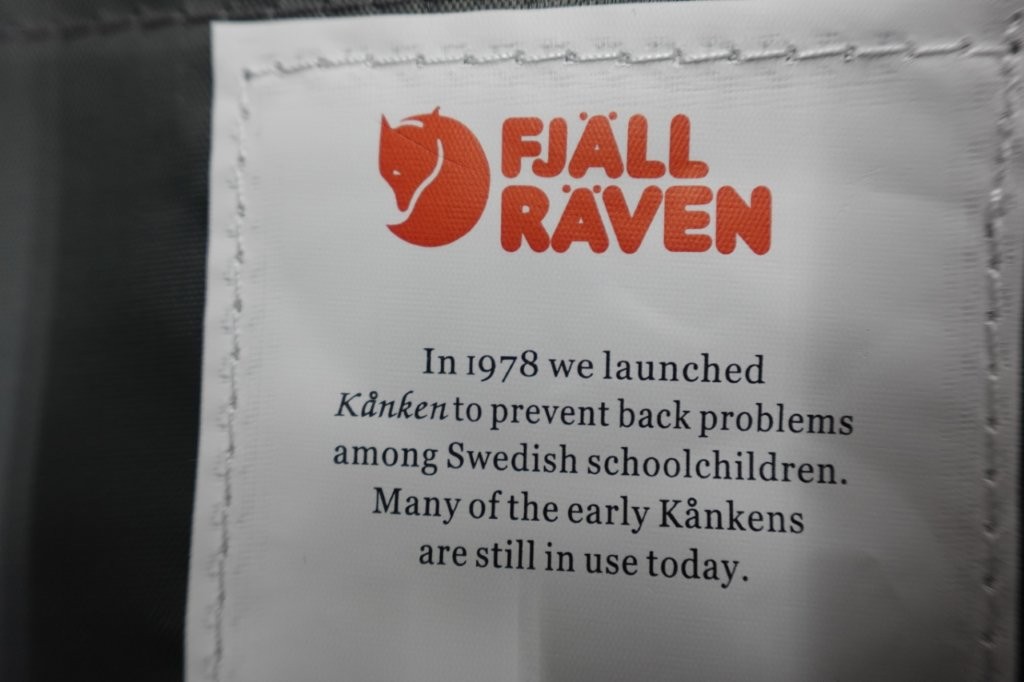 FJÄLL
RÄVEN
In 1978 we launched
Kånken to prevent back problems
among Swedish schoolchildren.
Many of the early Kånkens
are still in use today.